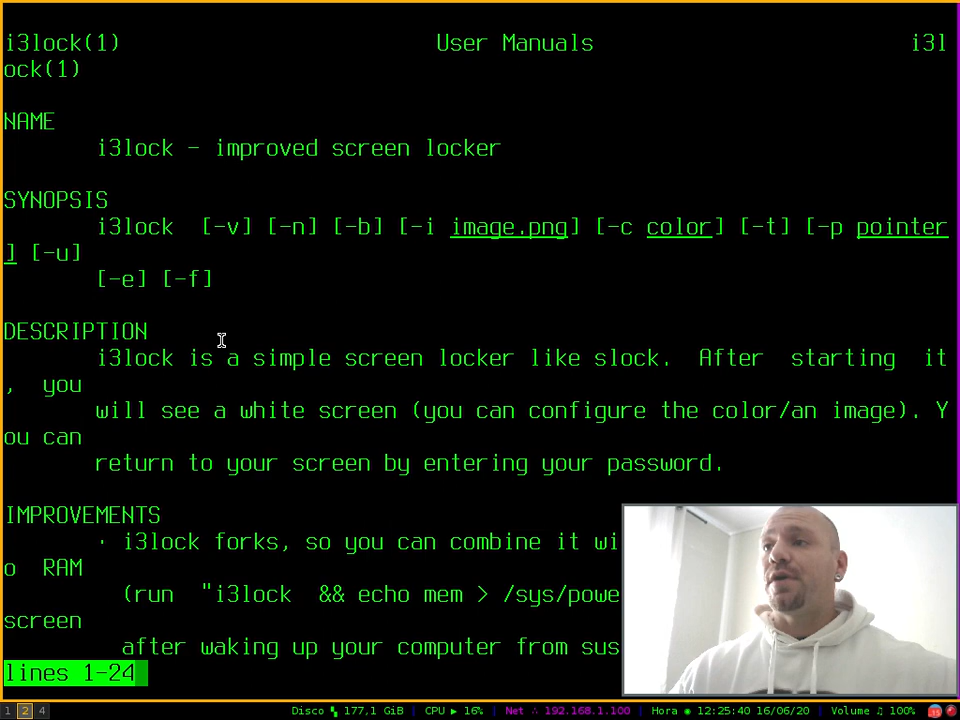 i3lock(1) User Manuals i3l
ock(1)
NAME
i3lock - improved screen locker
SYNOPSIS
i3lock [-v] [-n] [-b] [-i image.png] [-c color] [-t] [-p pointer
] [-u]
[-e] [-f]
DESCRIPTION
i3lock is a simple screen locker like slock. After starting it
, you
will see a white screen (you can configure the color/an image). Y
ou can
return to your screen by entering your password.
IMPROVEMENTS
· i3lock forks, so you can combine it wi
o RAM
(run "i3lock && echo mem > /sys/powe
screen
after waking up your computer from sus
lines 1-24
1 2 4 Disco 177,1 GiB | CPU ▶ 16% | Net 192.168.1.100 | Hora 12:25:40 16/06/20 | Volume ♫ 100%